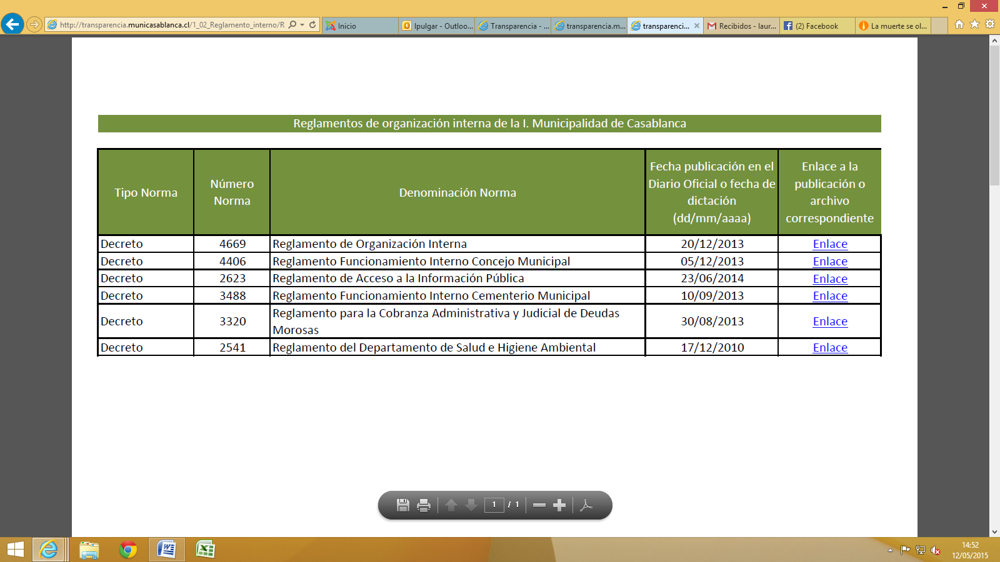 http://transparencia.municasablanca.cl/1_02_Reglamento_interno/R
Inicio
lpulgar - Outloo...
Transparencia - ...
transparencia.m...
transparenci...
Recibidos - laur...
(2) Facebook
La muerte se ol...
Reglamentos de organización interna de la I. Municipalidad de Casablanca
Tipo Norma
Número
Norma
Denominación Norma
Fecha publicación en el
Diario Oficial o fecha de
dictación
(dd/mm/aaaa)
Enlace a la
publicación o
archivo
correspondiente
Decreto 4669 Reglamento de Organización Interna 20/12/2013 Enlace
Decreto 4406 Reglamento Funcionamiento Interno Concejo Municipal 05/12/2013 Enlace
Decreto 2623 Reglamento de Acceso a la Información Pública 23/06/2014 Enlace
Decreto 3488 Reglamento Funcionamiento Interno Cementerio Municipal 10/09/2013 Enlace
Decreto 3320 Reglamento para la Cobranza Administrativa y Judicial de Deudas
Morosas 30/08/2013 Enlace
Decreto 2541 Reglamento del Departamento de Salud e Higiene Ambiental 17/12/2010 Enlace
1 / 1
14:52
12/05/2015